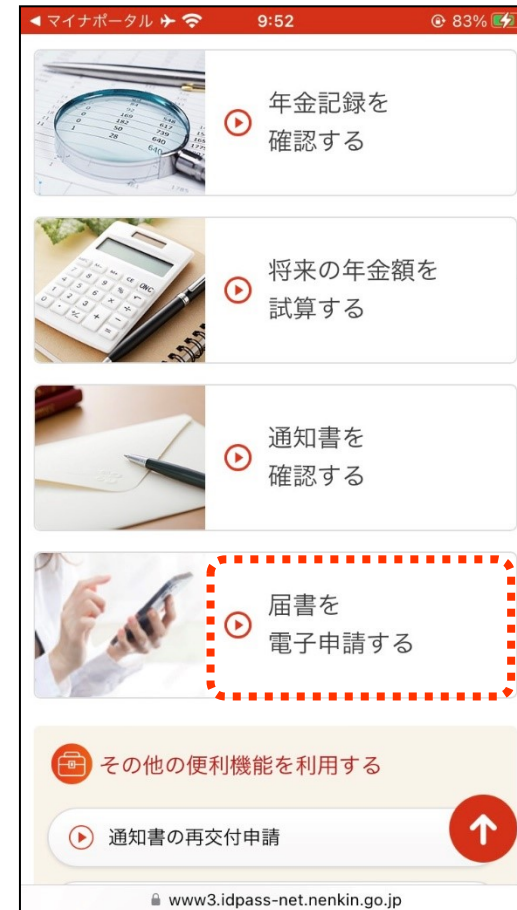 マイナポータル 9:52 83%
年金記録を
確認する
将来の年金額を
試算する
通知書を
確認する
届書を
電子申請する
その他の便利機能を利用する
通知書の再交付申請
www3.idpass-net.nenkin.go.jp